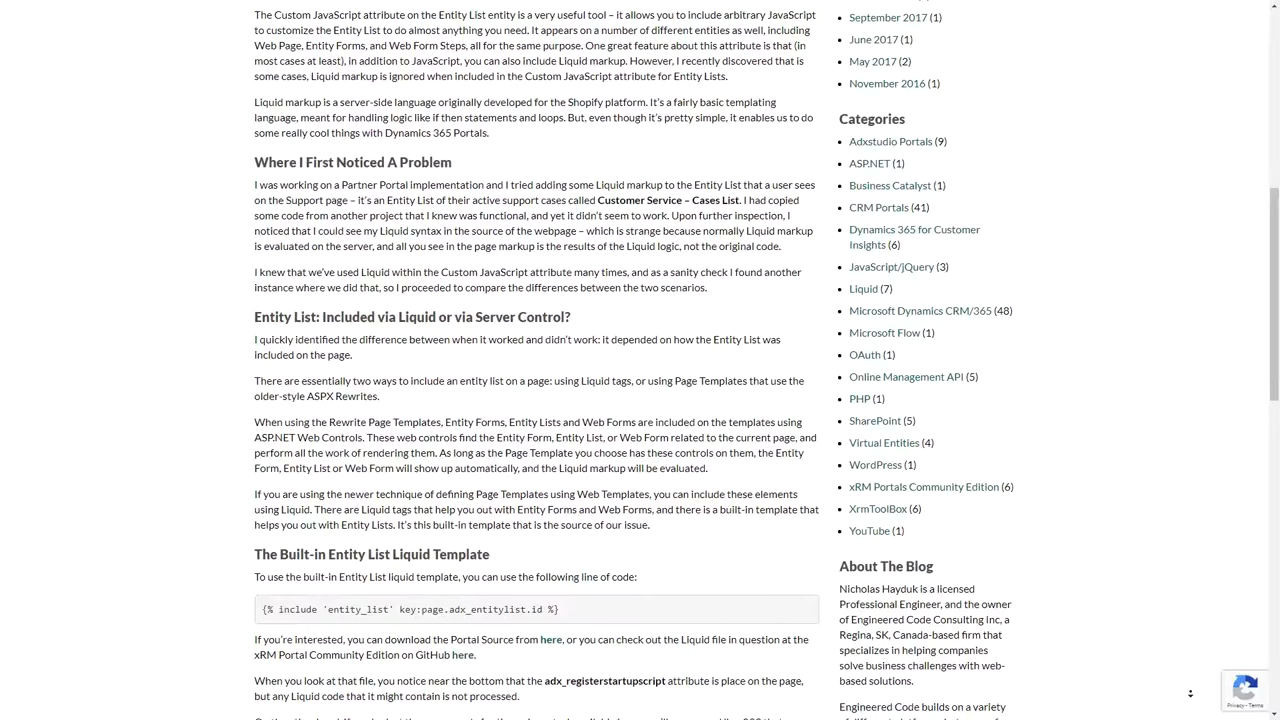 The Custom JavaScript attribute on the Entity List entity is a very useful tool – it allows you to include arbitrary JavaScript
to customize the Entity List to do almost anything you need. It appears on a number of different entities as well, including
Web Page, Entity Forms, and Web Form Steps, all for the same purpose. One great feature about this attribute is that (in
most cases at least), in addition to JavaScript, you can also include Liquid markup. However, I recently discovered that is
some cases, Liquid markup is ignored when included in the Custom JavaScript attribute for Entity Lists.
Liquid markup is a server-side language originally developed for the Shopify platform. It's a fairly basic templating
language, meant for handling logic like if then statements and loops. But, even though it's pretty simple, it enables us to do
some really cool things with Dynamics 365 Portals.
Where I First Noticed A Problem
I was working on a Partner Portal implementation and I tried adding some Liquid markup to the Entity List that a user sees
on the Support page – it's an Entity List of their active support cases called Customer Service – Cases List. I had copied
some code from another project that I knew was functional, and yet it didn't seem to work. Upon further inspection, I
noticed that I could see my Liquid syntax in the source of the webpage – which is strange because normally Liquid markup
is evaluated on the server, and all you see in the page markup is the results of the Liquid logic, not the original code.
I knew that we've used Liquid within the Custom JavaScript attribute many times, and as a sanity check I found another
instance where we did that, so I proceeded to compare the differences between the two scenarios.
Entity List: Included via Liquid or via Server Control?
I quickly identified the difference between when it worked and didn't work: it depended on how the Entity List was
included on the page.
There are essentially two ways to include an entity list on a page: using Liquid tags, or using Page Templates that use the
older-style ASPX Rewrites.
When using the Rewrite Page Templates, Entity Forms, Entity Lists and Web Forms are included on the templates using
ASP.NET Web Controls. These web controls find the Entity Form, Entity List, or Web Form related to the current page, and
perform all the work of rendering them. As long as the Page Template you choose has these controls on them, the Entity
Form, Entity List or Web Form will show up automatically, and the Liquid markup will be evaluated.
If you are using the newer technique of defining Page Templates using Web Templates, you can include these elements
using Liquid. There are Liquid tags that help you out with Entity Forms and Web Forms, and there is a built-in template that
helps you out with Entity Lists. It's this built-in template that is the source of our issue.
The Built-in Entity List Liquid Template
To use the built-in Entity List liquid template, you can use the following line of code:
{% include 'entity_list' key:page.adx_entitylist.id %}
If you're interested, you can download the Portal Source from here, or you can check out the Liquid file in question at the
xRM Portal Community Edition on GitHub here.
When you look at that file, you notice near the bottom that the adx_registerstartupscript attribute is place on the page,
but any Liquid code that it might contain is not processed.
September 2017 (1)
June 2017 (1)
May 2017 (2)
November 2016 (1)
Categories
Adxstudio Portals (9)
ASP.NET (1)
Business Catalyst (1)
CRM Portals (41)
Dynamics 365 for Customer
Insights (6)
JavaScript/jQuery (3)
Liquid (7)
Microsoft Dynamics CRM/365 (48)
Microsoft Flow (1)
OAuth (1)
Online Management API (5)
PHP (1)
SharePoint (5)
Virtual Entities (4)
WordPress (1)
xRM Portals Community Edition (6)
XrmToolBox (6)
YouTube (1)
About The Blog
Nicholas Hayduk is a licensed
Professional Engineer, and the owner
of Engineered Code Consulting Inc, a
Regina, SK, Canada-based firm that
specializes in helping companies
solve business challenges with web-
based solutions.
Engineered Code builds on a variety
Privacy - Terms